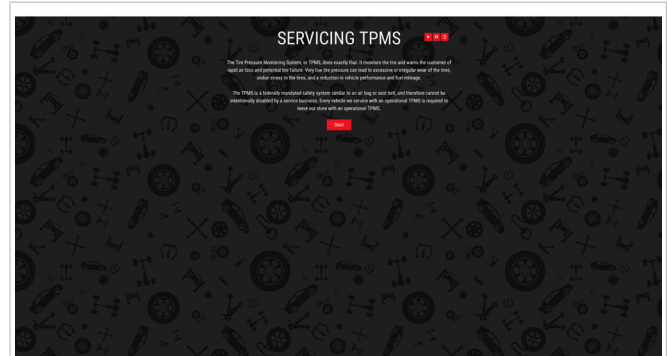 SERVICING TPMS
The Tire Pressure Monitoring System, or TPMS, does exactly that. It monitors the tire and warns the customer of
rapid air loss and potential tire failure. Very low tire pressure can lead to excessive or irregular wear of the tires,
undue stress to the tires, and a reduction in vehicle performance and fuel mileage.
The TPMS is a federally mandated safety system similar to an air bag or seat belt, and therefore cannot be
intentionally disabled by a service business. Every vehicle we service with an operational TPMS is required to
leave our store with an operational TPMS.
Start